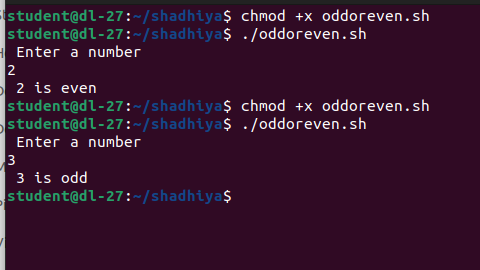 student@dl-27:~/shadhiya$ chmod +x oddoreven.sh
student@dl-27:~/shadhiya$ ./oddoreven.sh
 Enter a number
2
 2 is even
student@dl-27:~/shadhiya$ chmod +x oddoreven.sh
student@dl-27:~/shadhiya$ ./oddoreven.sh
 Enter a number
3
 3 is odd
student@dl-27:~/shadhiya$